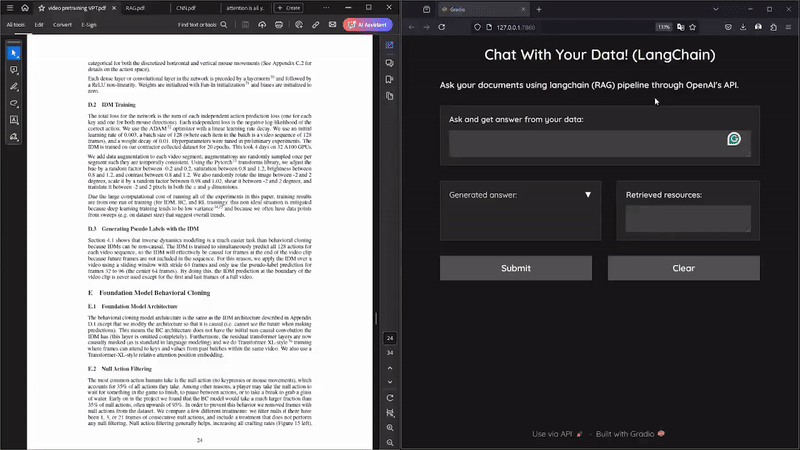 video pretraining VPT.pdf
RAG.pdf
CNN.pdf
attention is all y...
Create
All tools
Edit
Convert
E-Sign
Find text or tools
AI Assistant
categorical for both the discretized horizontal and vertical mouse movements (See Appendix C.2 for
details on the action space).
Each dense layer or convolutional layer in the network is preceded by a layernorm and followed by
a ReLU non-linearity. Weights are initialized with Fan-In initialization and biases are initialized to
zero.
D.2 IDM Training
The total loss for the network is the sum of each independent action prediction loss (one for each
key and one for both mouse directions). Each independent loss is the negative log-likelihood of the
correct action. We use the ADAM optimizer with a linear learning rate decay. We use an initial
learning rate of 0.003, a batch size of 128 (where each item in the batch is a video sequence of 128
frames), and a weight decay of 0.01. Hyperparameters were tuned in preliminary experiments. The
IDM is trained on our contractor collected dataset for 20 epochs. This took 4 days on 32 A100 GPUs.
We add data augmentation to each video segment; augmentations are randomly sampled once per
segment such they are temporally consistent. Using the Pytorch transforms library, we adjust the
hue by a random factor between -0.2 and 0.2, saturation between 0.8 and 1.2, brightness between
0.8 and 1.2, and contrast between 0.8 and 1.2. We also randomly rotate the image between -2 and 2
degrees, scale it by a random factor between 0.98 and 1.02, shear it between -2 and 2 degrees, and
translate it between -2 and 2 pixels in both the x and y dimensions.
Due the large computational cost of running all of the experiments in this paper, training results
are from one run of training (for IDM, BC, and RL training): this non ideal situation is mitigated
because deep learning training tends to be low variance and because we often have data points
from sweeps (e.g. on dataset size) that suggest overall trends.
D.3 Generating Pseudo Labels with the IDM
Section 4.1 shows that inverse dynamics modeling is a much easier task than behavioral cloning
because IDMs can be non-causal. The IDM is trained to simultaneously predict all 128 actions for
each video sequence, so the IDM will effectively be causal for frames at the end of the video clip
because future frames are not included in the sequence. For this reason, we apply the IDM over a
video using a sliding window with stride 64 frames and only use the pseudo-label prediction for
frames 32 to 96 (the center 64 frames). By doing this, the IDM prediction at the boundary of the
video clip is never used except for the first and last frames of a full video.
E Foundation Model Behavioral Cloning
E.1 Foundation Model Architecture
The behavioral cloning model architecture is the same as the IDM architecture described in Appendix
D.1 except that we modify the architecture so that it is causal (i.e. cannot see the future when making
predictions). This means the BC architecture does not have the initial non-causal convolution the
IDM has (this layer is omitted completely). Furthermore, the residual transformer layers are now
causally masked (as is standard in language modeling) and we do Transformer-XL-style training
where frames can attend to keys and values from past batches within the same video. We also use a
Transformer-XL-style relative attention position embedding.
E.2 Null Action Filtering
The most common action humans take is the null action (no keypresses or mouse movements), which
accounts for 35% of all actions they take. Among other reasons, a player may take the null action to
wait for something in the game to finish, to pause between actions, or to take a break to grab a glass
of water. Early on in the project we found that the BC model would take a much larger fraction than
35% of null actions, often upwards of 95%. In order to prevent this behavior we removed frames with
null actions from the dataset. We compare a few different treatments: we filter nulls if there have
been 1, 3, or 21 frames of consecutive null actions, and include a treatment that does not perform
any null filtering. Null action filtering generally helps, increasing all crafting rates (Figure 15 left),
24
24
34
Gradio
127.0.0.1:7860
133%
Chat With Your Data! (LangChain)
Ask your documents using langchain (RAG) pipeline through OpenAI's API.
Ask and get answer from your data:
Generated answer:
Retrieved resources:
Submit
Clear
Use via API
Built with Gradio